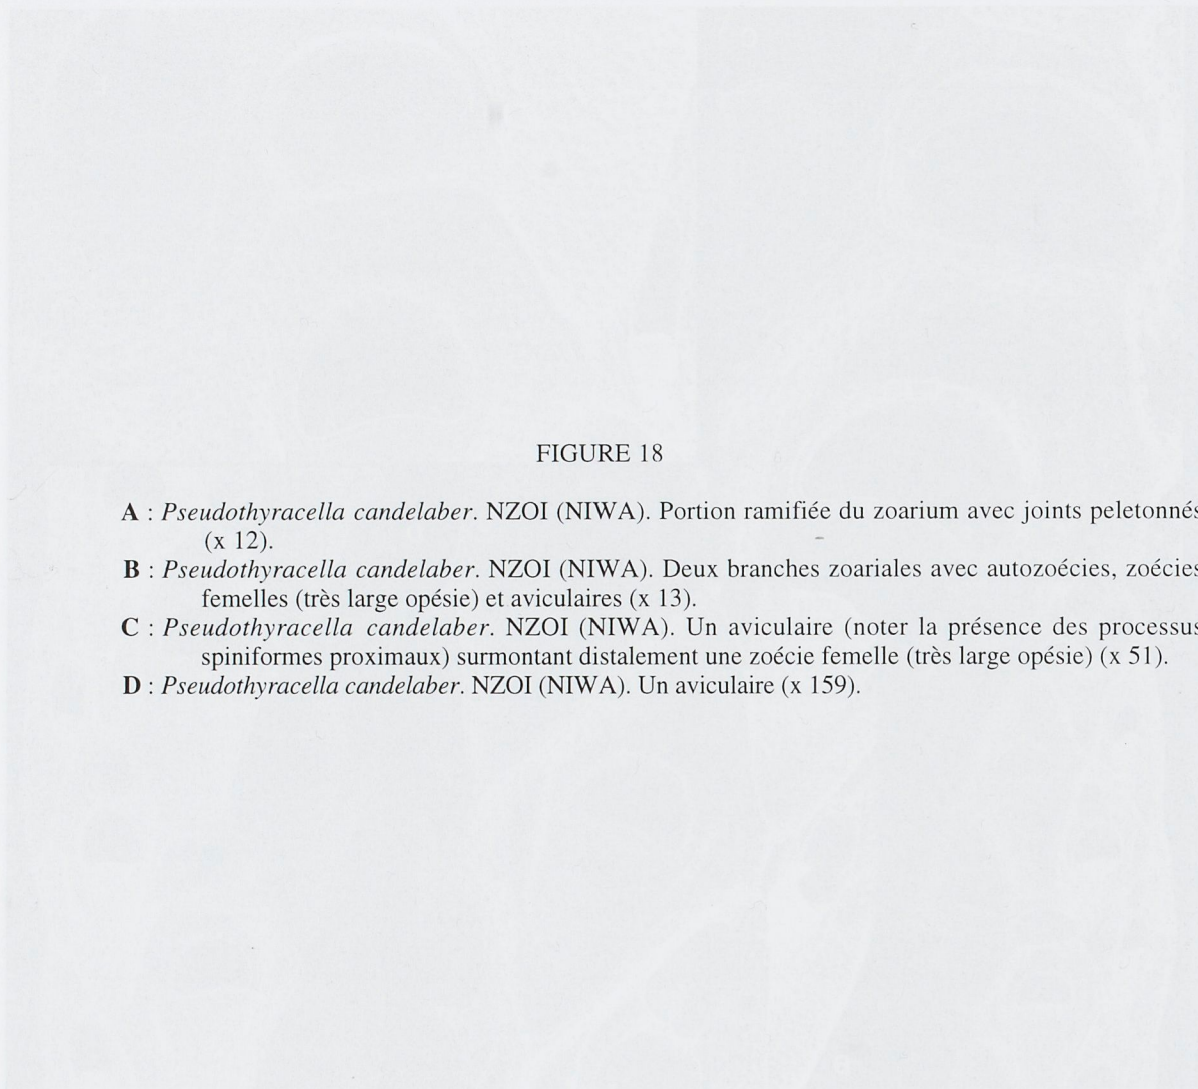 FIGURE 18
A : Pseudothyracella candelaber. NZOI (NIWA). Portion ramifiée du zoarium avec joints peletonnés
(x 12).
B : Pseudothyracella candelaber. NZOI (NIWA). Deux branches zoariales avec autozoécies, zoécies
femelles (très large opésie) et aviculaires (x 13).
C : Pseudothyracella candelaber. NZOI (NIWA). Un aviculaire (noter la présence des processus
spiniformes proximaux) surmontant distalement une zoécie femelle (très large opésie) (x 51).
D : Pseudothyracella candelaber. NZOI (NIWA). Un aviculaire (x 159).